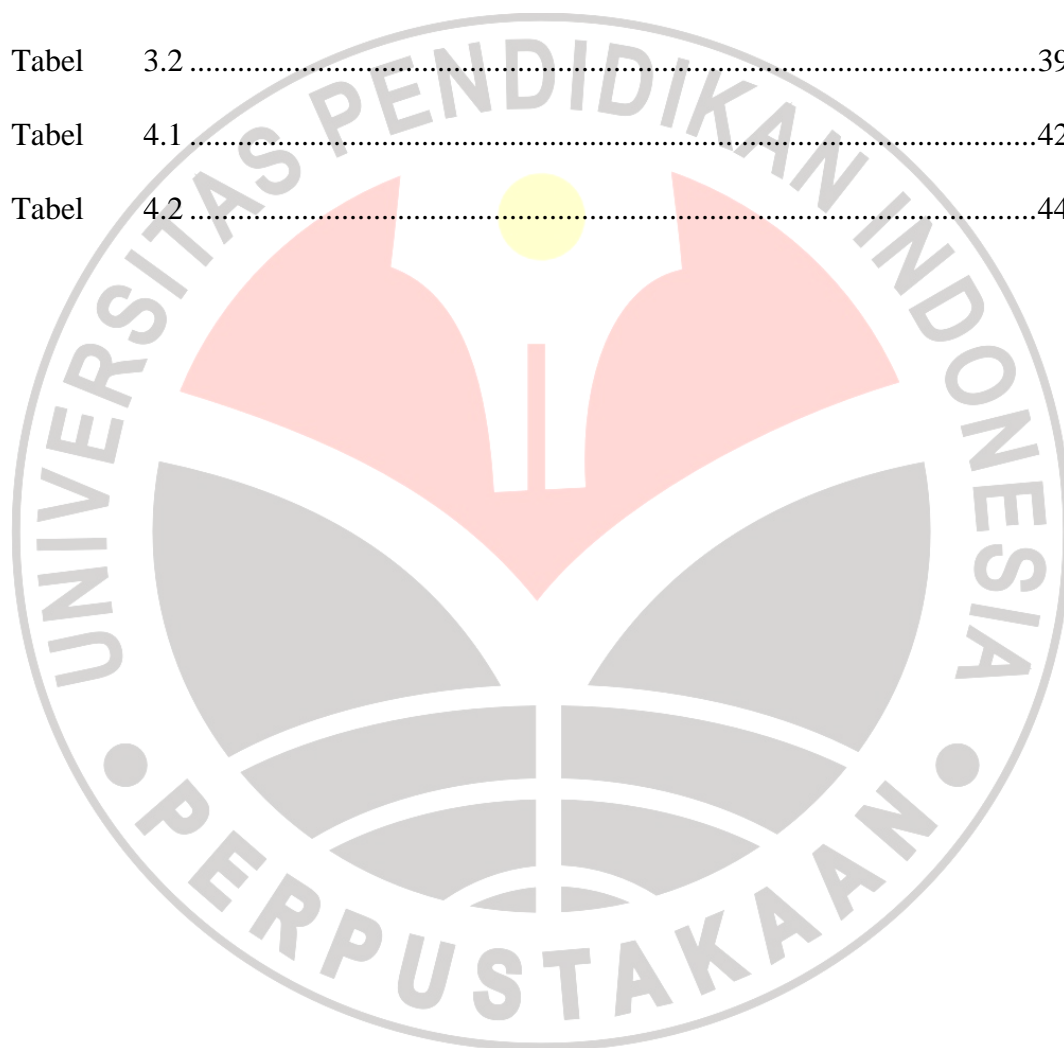 Tabel 3.2 ..........................................................................................................39
Tabel 4.1 ..........................................................................................................42
Tabel 4.2 ..........................................................................................................44
UNIVERSITAS PENDIDIKAN INDONESIA
• PERPUSTAKAAN •